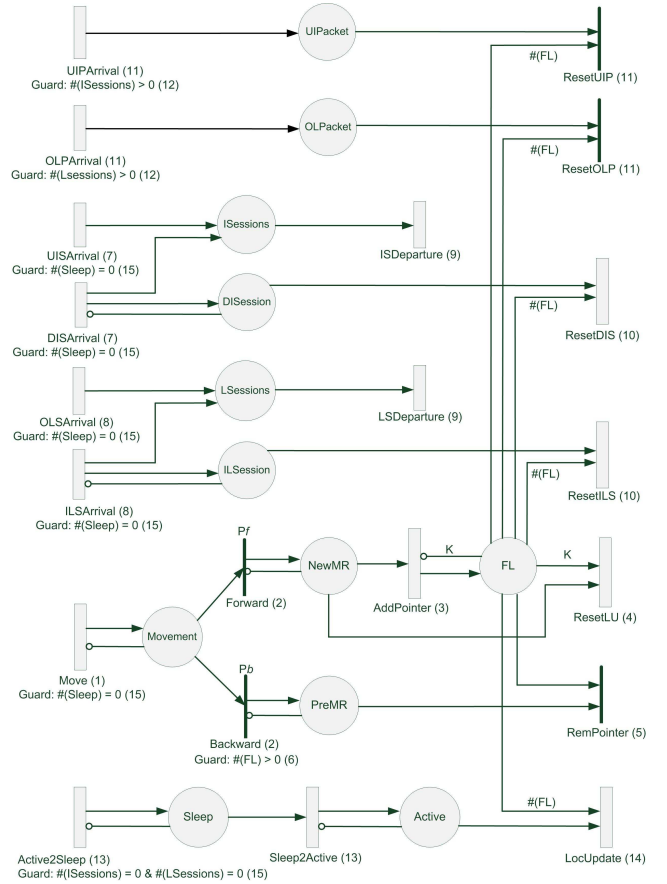 UIPacket
#(FL)
UIPArrival (11)
Guard: #(ISessions) > 0 (12)
ResetUIP (11)
OLPacket
#(FL)
OLPArrival (11)
Guard: #(Lsessions) > 0 (12)
ResetOLP (11)
ISessions
UISArrival (7)
Guard: #(Sleep) = 0 (15)
ISDeparture (9)
DISession
#(FL)
DISArrival (7)
Guard: #(Sleep) = 0 (15)
ResetDIS (10)
LSessions
OLSArrival (8)
Guard: #(Sleep) = 0 (15)
LSDeparture (9)
ILSession
#(FL)
ILSArrival (8)
Guard: #(Sleep) = 0 (15)
ResetILS (10)
Pf
NewMR
K
FL
K
Forward (2)
AddPointer (3)
ResetLU (4)
Movement
Move (1)
Guard: #(Sleep) = 0 (15)
Pb
PreMR
Backward (2)
Guard: #(FL) > 0 (6)
RemPointer (5)
Sleep
Active
#(FL)
Active2Sleep (13)
Guard: #(ISessions) = 0 & #(LSessions) = 0 (15)
Sleep2Active (13)
LocUpdate (14)